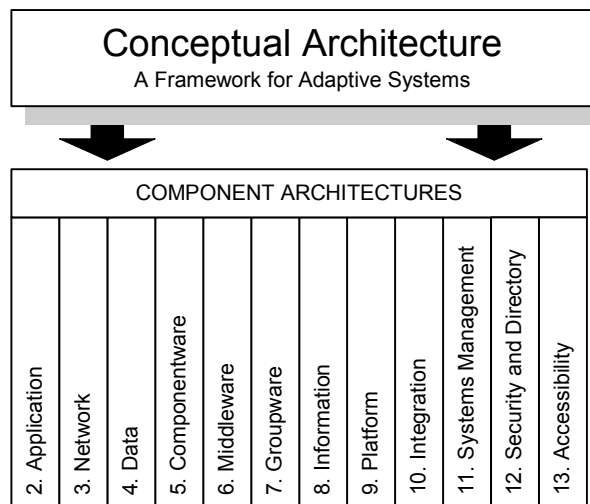 Conceptual Architecture
A Framework for Adaptive Systems
COMPONENT ARCHITECTURES
2. Application
3. Network
4. Data
5. Componentware
6. Middleware
7. Groupware
8. Information
9. Platform
10. Integration
11. Systems Management
12. Security and Directory
13. Accessibility